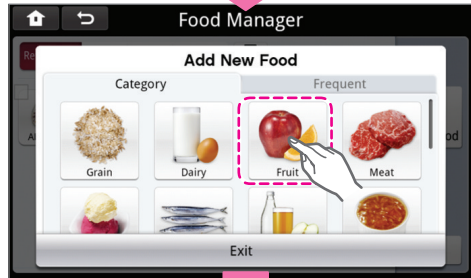 Food Manager
Add New Food
Category Frequent
Grain Dairy Fruit Meat
Exit